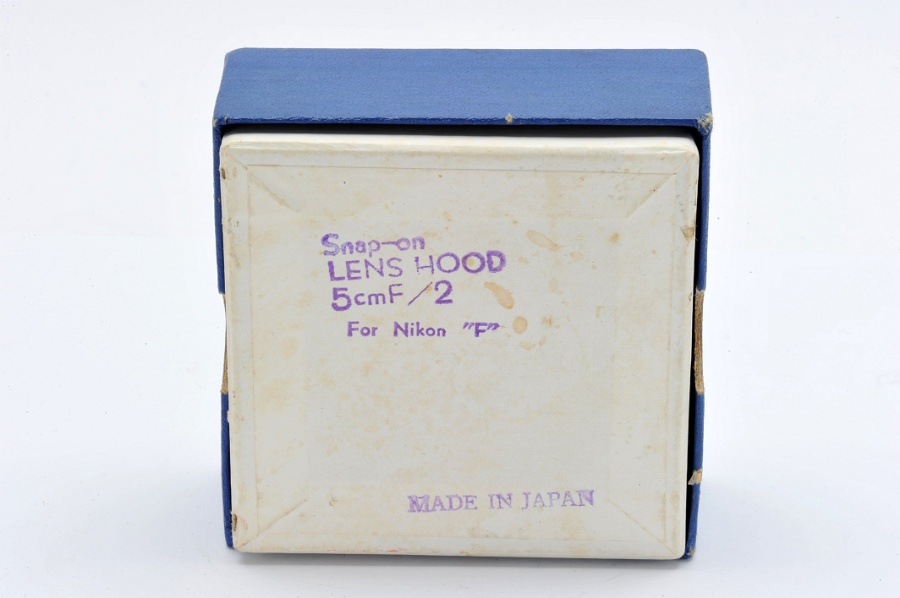 Snap-on
LENS HOOD
5cmF/2
For Nikon "F"
MADE IN JAPAN